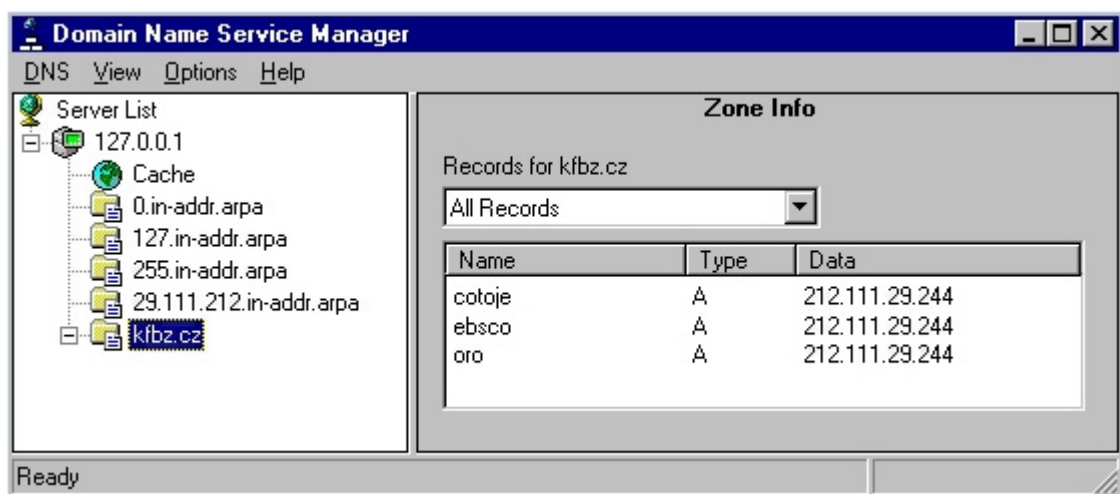 Domain Name Service Manager
DNS View Options Help
Server List
127.0.0.1
Cache
0.in-addr.arpa
127.in-addr.arpa
255.in-addr.arpa
29.111.212.in-addr.arpa
kfbz.cz
Zone Info
Records for kfbz.cz
All Records
Name Type Data
cotoje A 212.111.29.244
ebsco A 212.111.29.244
oro A 212.111.29.244
Ready